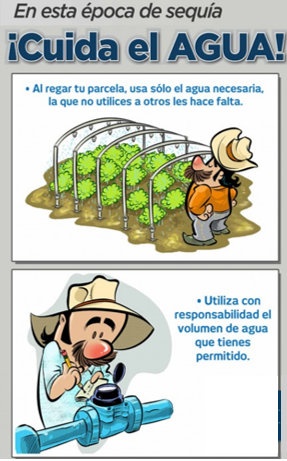 En esta época de sequía
¡Cuida el AGUA!
• Al regar tu parcela, usa sólo el agua necesaria,
la que no utilices a otros les hace falta.
• Utiliza con
responsabilidad el
volumen de agua
que tienes
permitido.